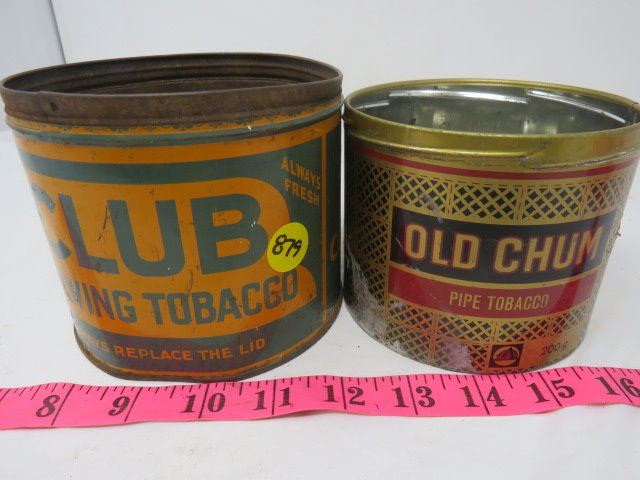 CLUB
TOBACCO
ALWAYS
FRESH
879
REPLACE THE LID
OLD CHUM
PIPE TOBACCO
200g
8 9 10 11 12 13 14 15 16